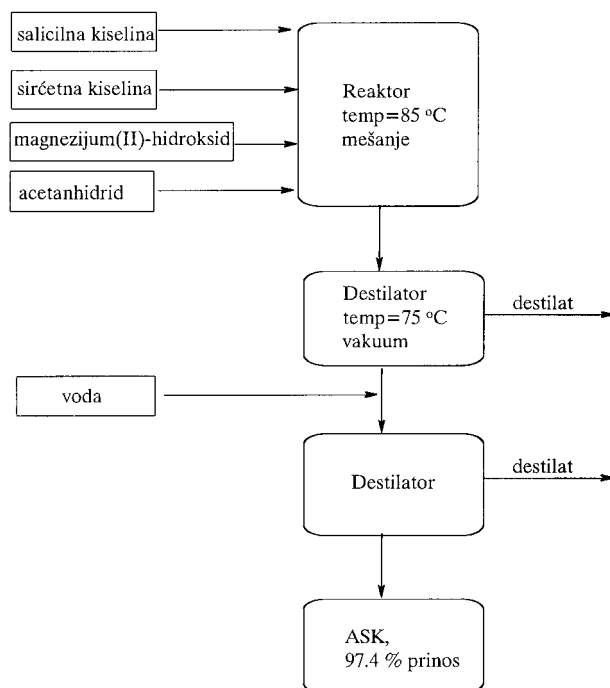 salicilna kiselina
sirćetna kiselina
magnezijum(II)-hidroksid
acetanhidrid
Reaktor
temp=85 °C
mešanje
Destilator
temp=75 °C
vakuum
destilat
voda
Destilator
destilat
ASK,
97.4 % prinos